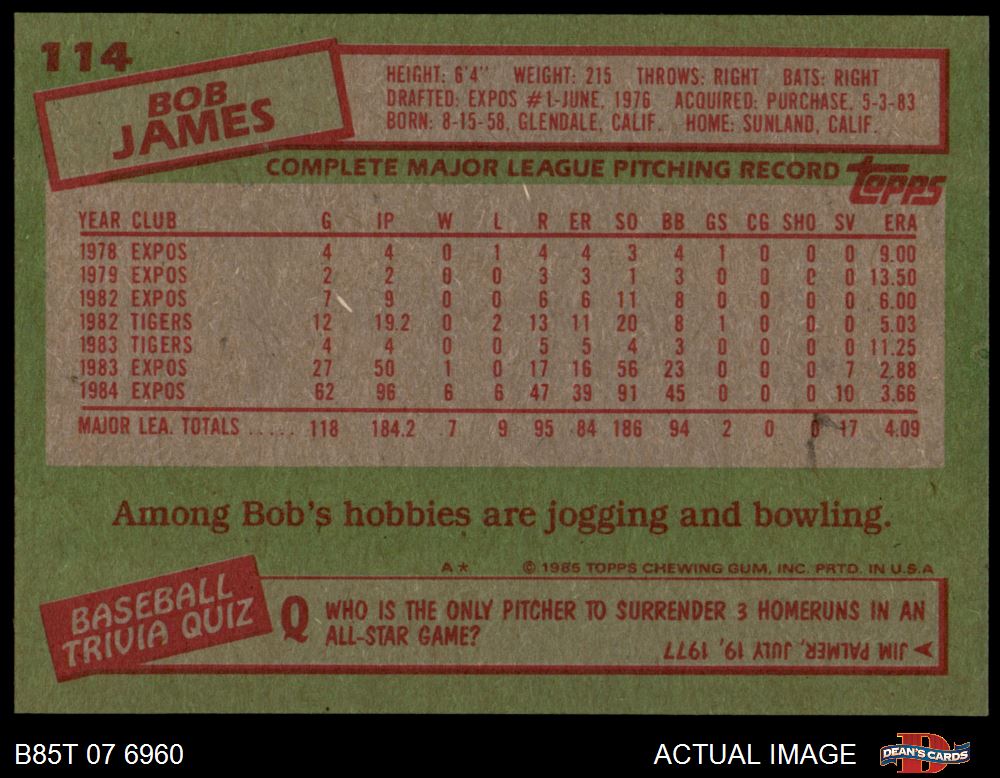 114
BOB
JAMES
HEIGHT: 6'4" WEIGHT: 215 THROWS: RIGHT BATS: RIGHT
DRAFTED: EXPOS #1-JUNE, 1976 ACQUIRED: PURCHASE, 5-3-83
BORN: 8-15-58, GLENDALE, CALIF. HOME: SUNLAND, CALIF.
COMPLETE MAJOR LEAGUE PITCHING RECORD topps
YEAR CLUB G IP W L R ER SO BB GS CG SHO SV ERA
1978 EXPOS 4 4 0 1 4 4 3 4 1 0 0 0 9.00
1979 EXPOS 2 2 0 0 3 3 1 3 0 0 0 0 13.50
1982 EXPOS 7 9 0 0 6 6 11 8 0 0 0 0 6.00
1982 TIGERS 12 19.2 0 2 13 11 20 8 1 0 0 0 5.03
1983 TIGERS 4 4 0 0 5 5 4 3 0 0 0 0 11.25
1983 EXPOS 27 50 1 0 17 16 56 23 0 0 0 7 2.88
1984 EXPOS 62 96 6 6 47 39 91 45 0 0 0 10 3.66
MAJOR LEA. TOTALS ..... 118 184.2 7 9 95 84 186 94 2 0 0 17 4.09
Among Bob's hobbies are jogging and bowling.
A* © 1985 TOPPS CHEWING GUM, INC. PRTD. IN U.S.A
BASEBALL
TRIVIA QUIZ
Q WHO IS THE ONLY PITCHER TO SURRENDER 3 HOMERUNS IN AN
ALL-STAR GAME?
JIM PALMER, JULY 19, 1977
B85T 07 6960
ACTUAL IMAGE
D
DEAN'S CARDS